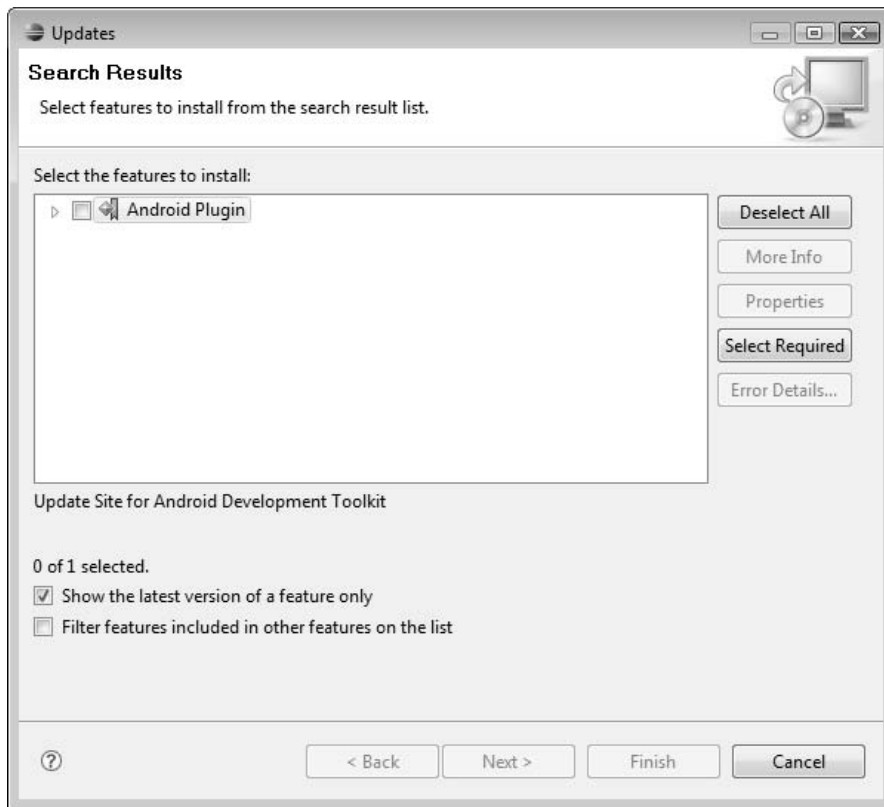 Updates
Search Results
Select features to install from the search result list.
Select the features to install:
Android Plugin
Deselect All
More Info
Properties
Select Required
Error Details...
Update Site for Android Development Toolkit
0 of 1 selected.
Show the latest version of a feature only
Filter features included in other features on the list
?
< Back
Next >
Finish
Cancel